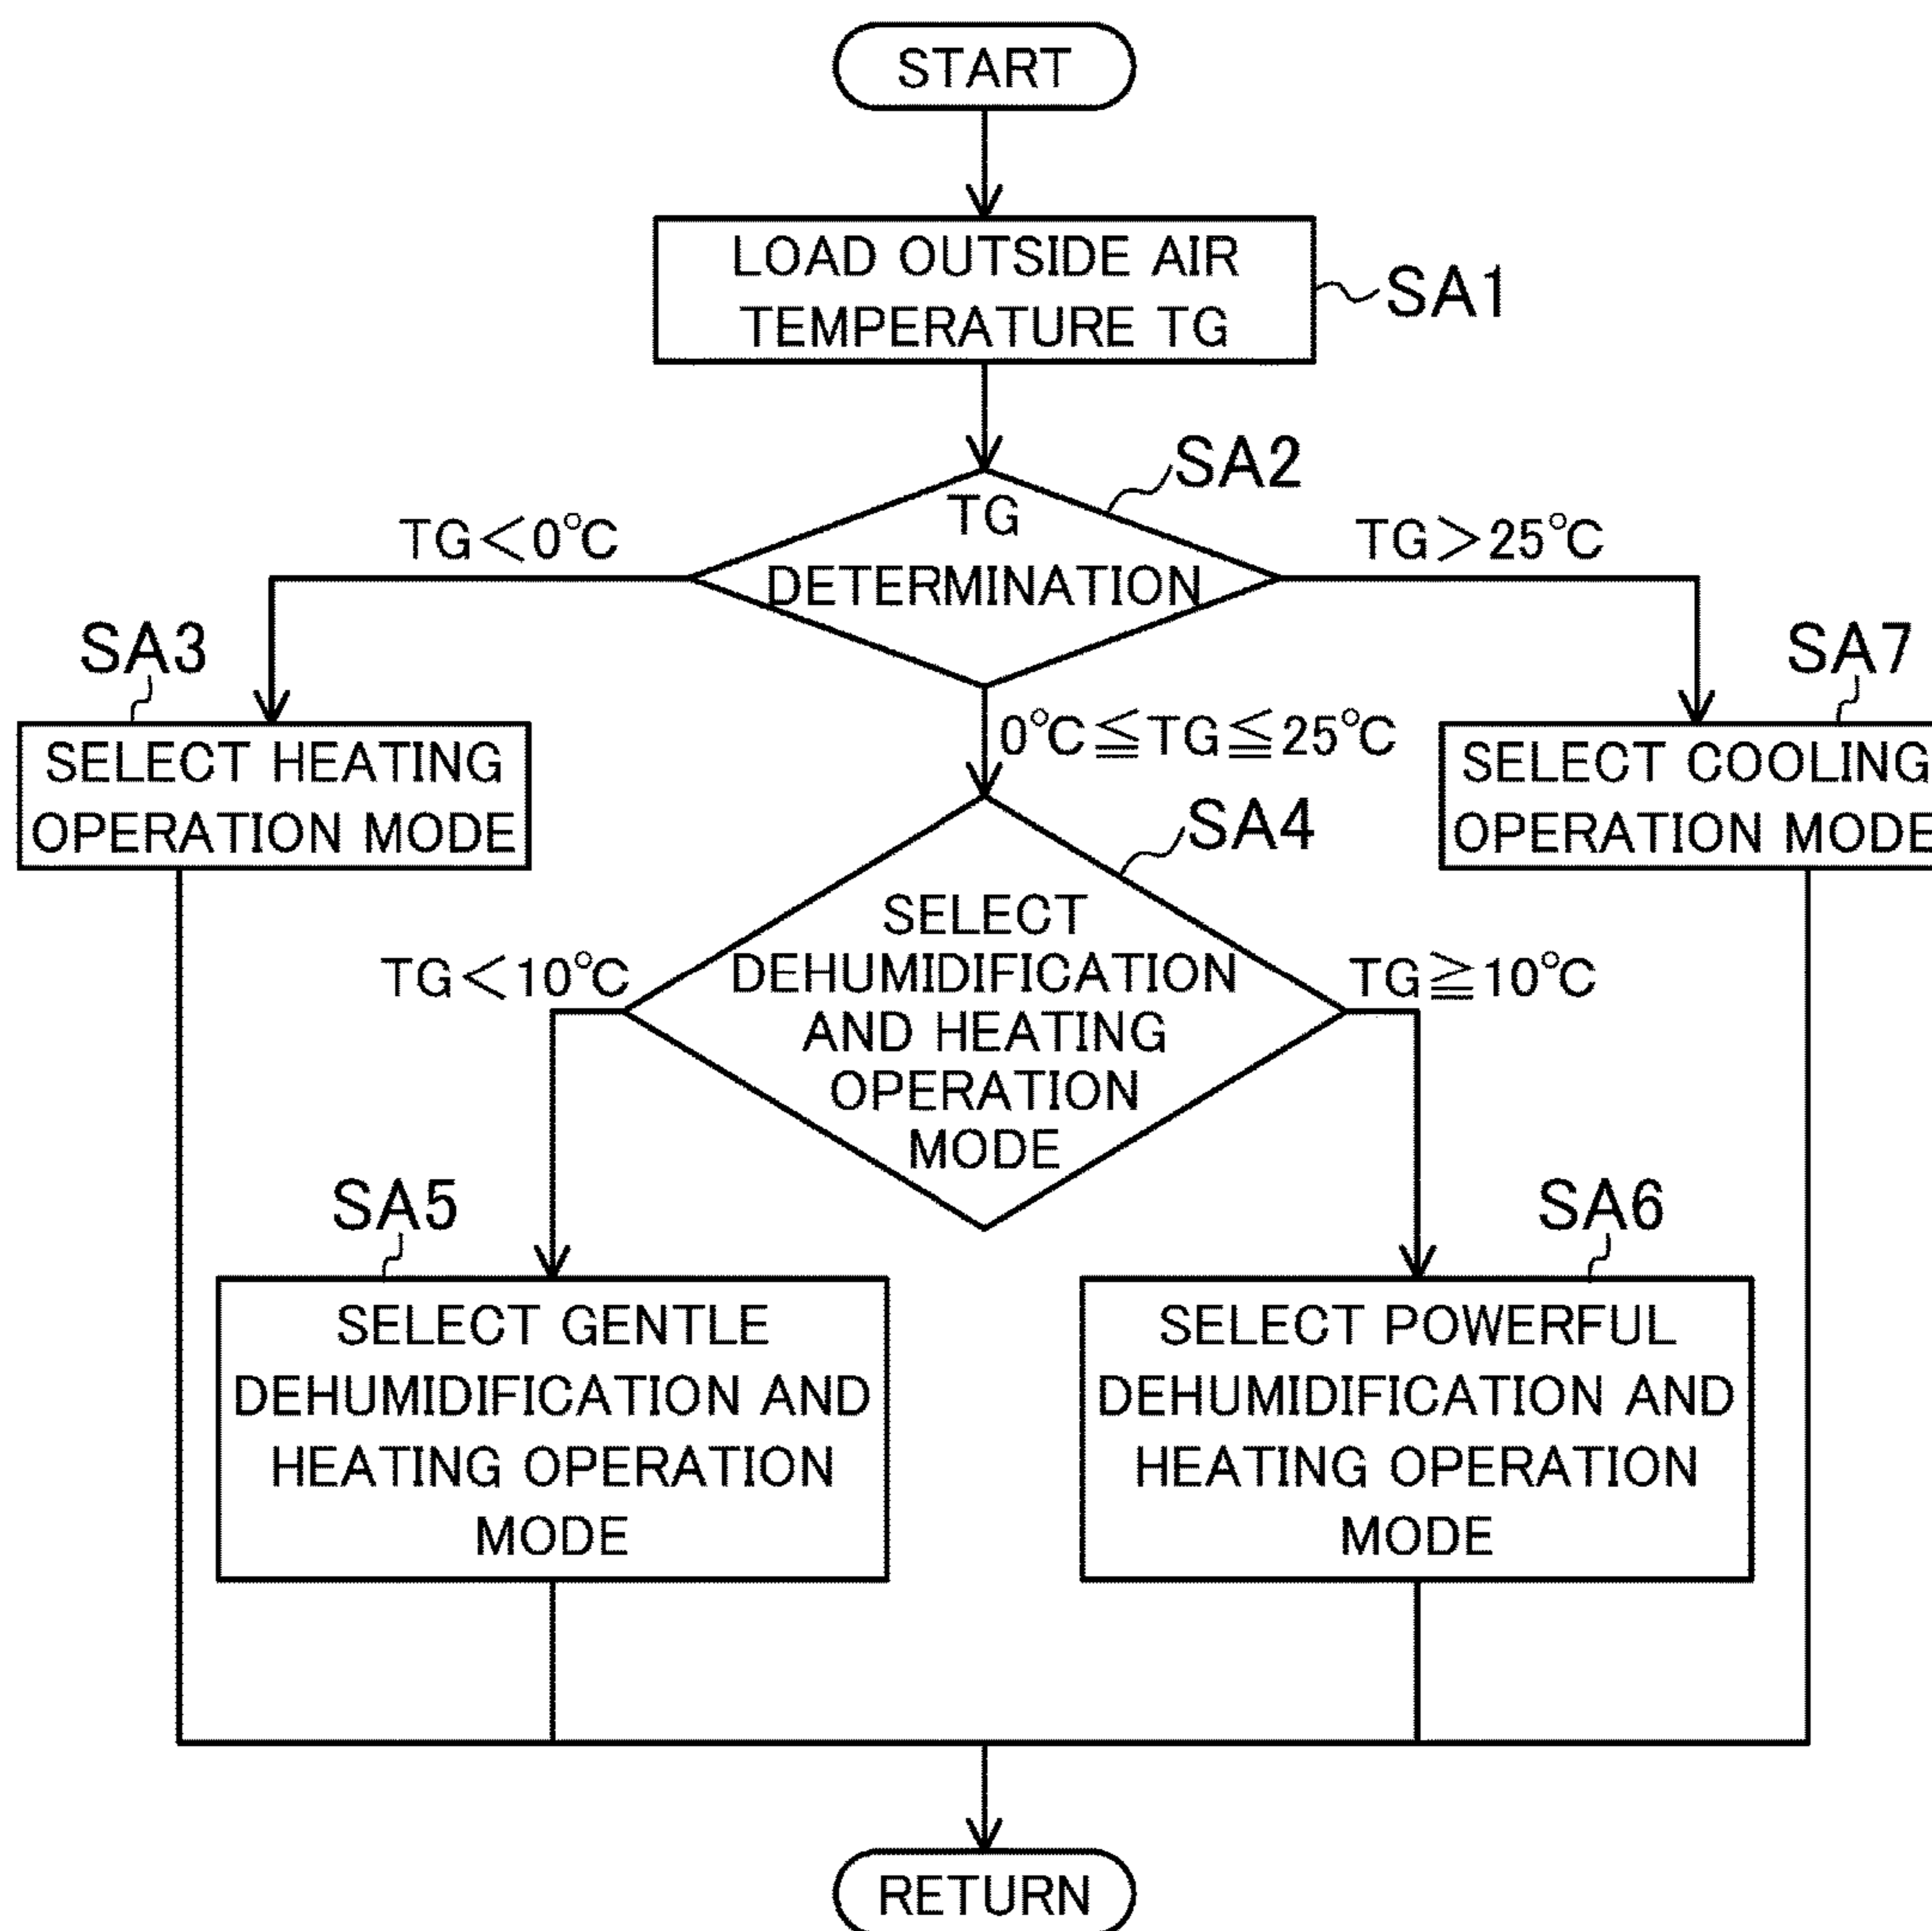 START
LOAD OUTSIDE AIR
TEMPERATURE TG
SA1
SA2
TG
DETERMINATION
TG<0℃
TG>25℃
SA3
SELECT HEATING
OPERATION MODE
0℃≦TG≦25℃
SA7
SELECT COOLING
OPERATION MODE
SA4
SELECT
DEHUMIDIFICATION
AND HEATING
OPERATION
MODE
TG<10℃
TG≧10℃
SA5
SELECT GENTLE
DEHUMIDIFICATION AND
HEATING OPERATION
MODE
SA6
SELECT POWERFUL
DEHUMIDIFICATION AND
HEATING OPERATION
MODE
RETURN